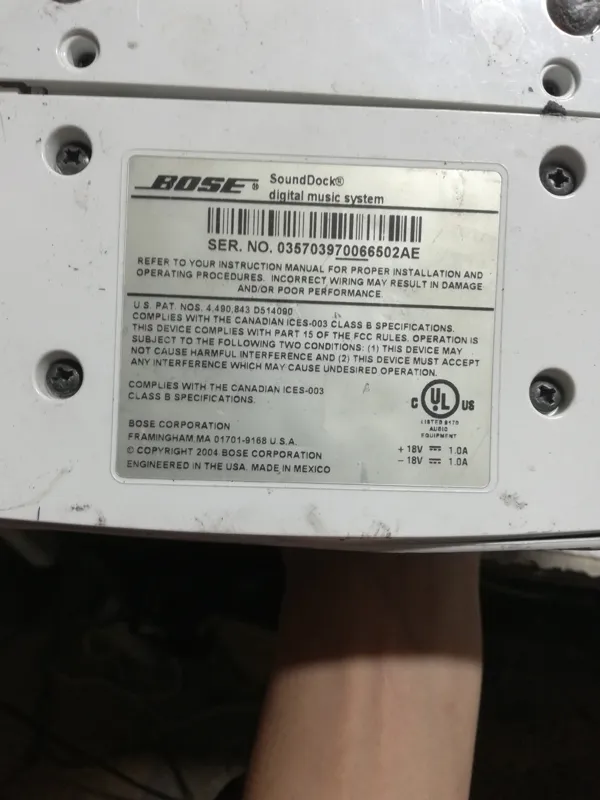 BOSE® SoundDock®
digital music system
SER. NO. 035703970066502AE
REFER TO YOUR INSTRUCTION MANUAL FOR PROPER INSTALLATION AND
OPERATING PROCEDURES. INCORRECT WIRING MAY RESULT IN DAMAGE
AND/OR POOR PERFORMANCE.
U.S. PAT. NOS. 4,490,843 D514090
COMPLIES WITH THE CANADIAN ICES-003 CLASS B SPECIFICATIONS.
THIS DEVICE COMPLIES WITH PART 15 OF THE FCC RULES. OPERATION IS
SUBJECT TO THE FOLLOWING TWO CONDITIONS: (1) THIS DEVICE MAY
NOT CAUSE HARMFUL INTERFERENCE AND (2) THIS DEVICE MUST ACCEPT
ANY INTERFERENCE WHICH MAY CAUSE UNDESIRED OPERATION.
COMPLIES WITH THE CANADIAN ICES-003
CLASS B SPECIFICATIONS.
C UL US
LISTED 9170
AUDIO
EQUIPMENT
BOSE CORPORATION
FRAMINGHAM MA 01701-9168 U.S.A.
© COPYRIGHT 2004 BOSE CORPORATION
ENGINEERED IN THE USA. MADE IN MEXICO
+ 18V 1.0A
– 18V 1.0A